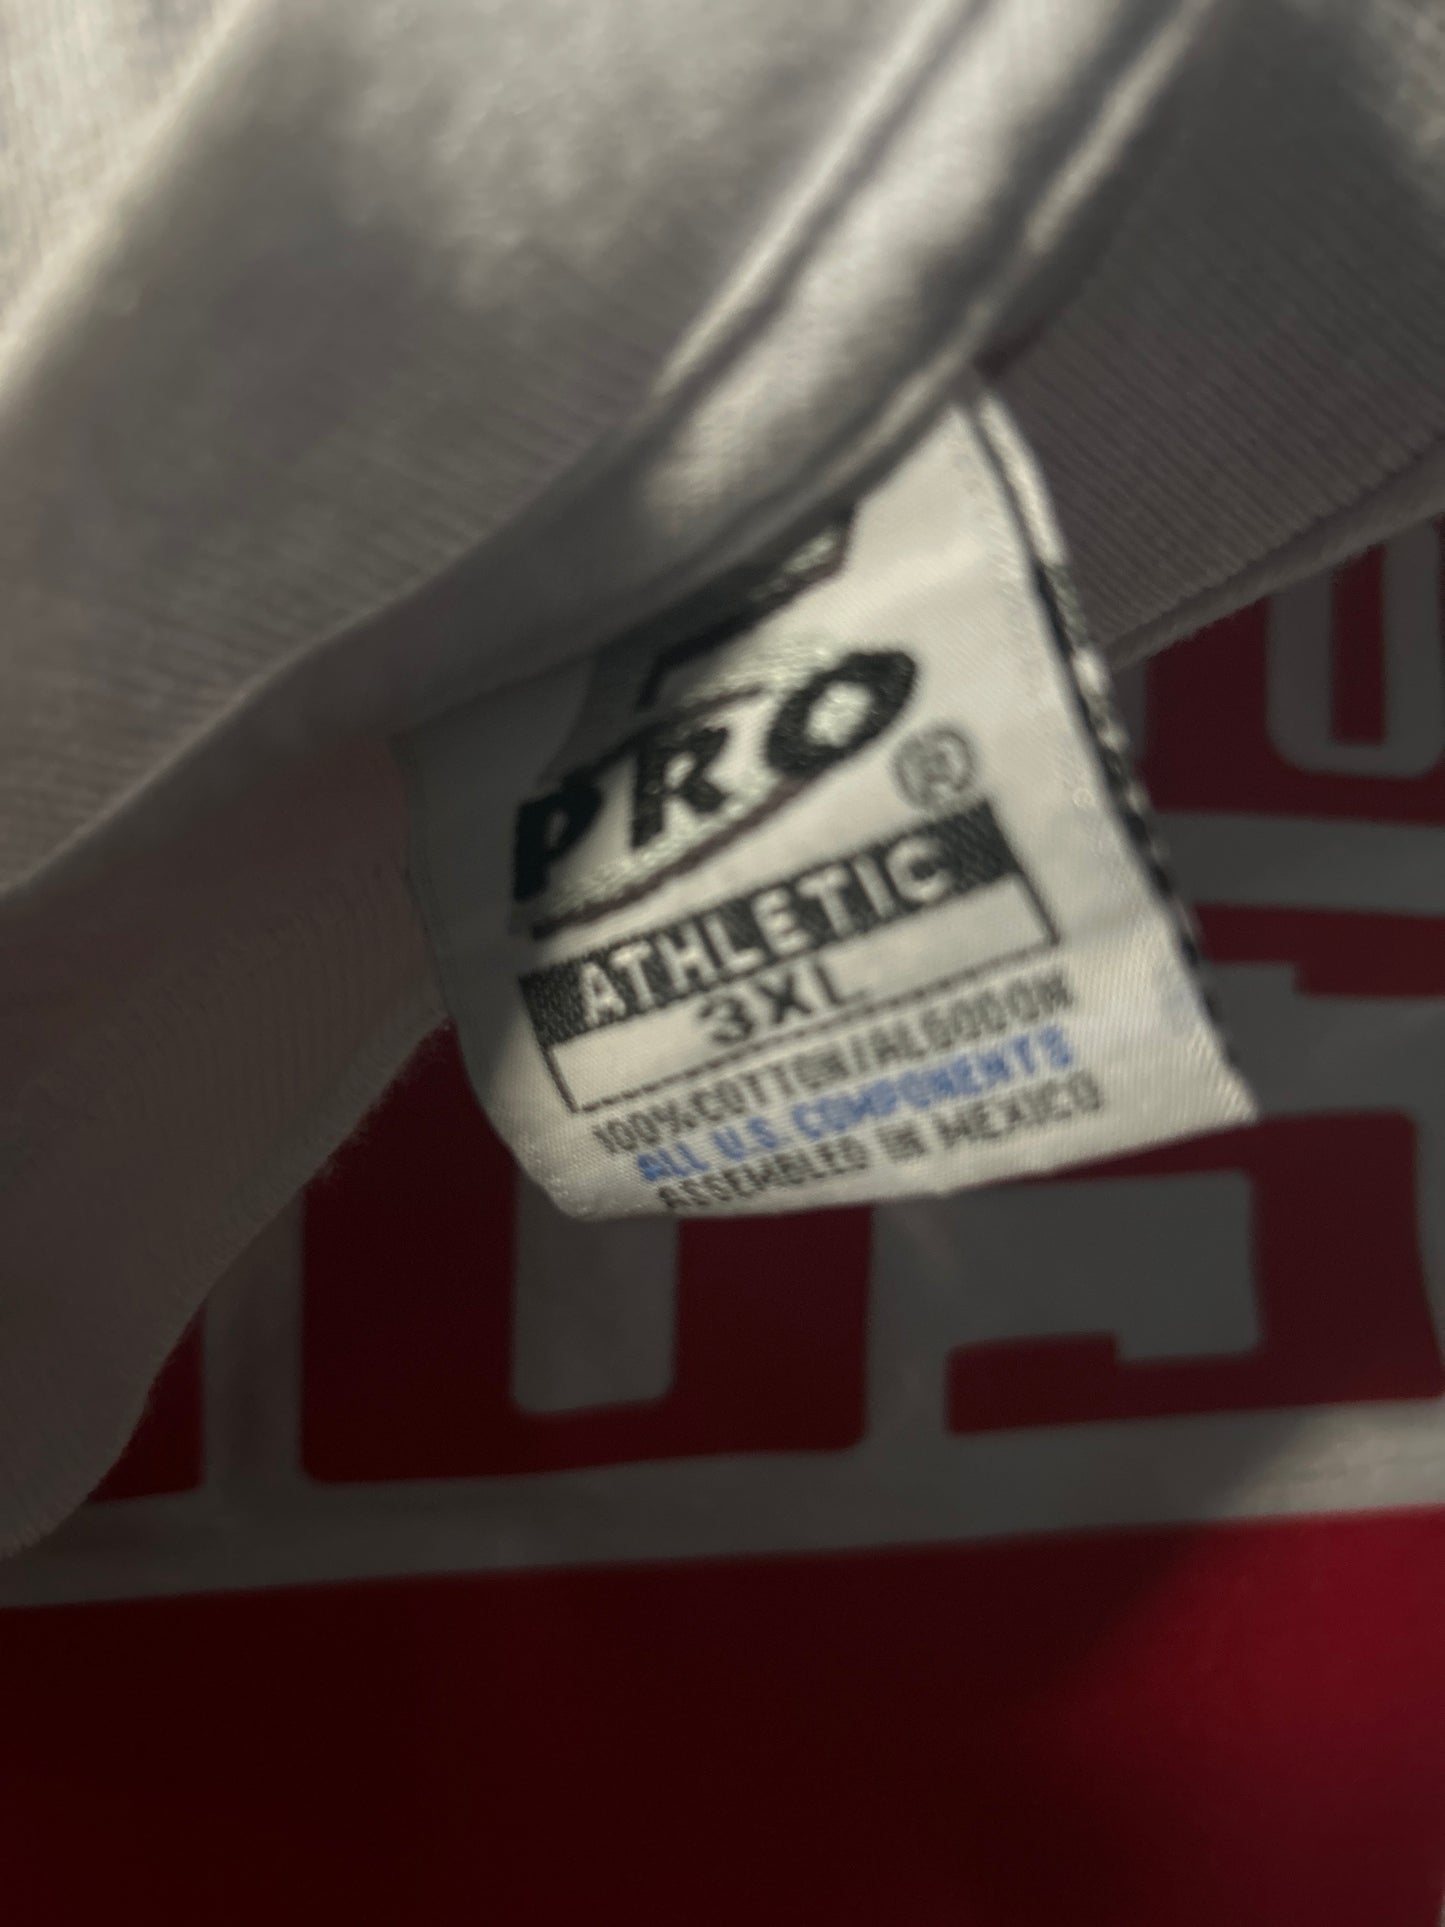 PRO
®
ATHLETIC
3XL
100%COTTON/ALGODON
ALL U.S. COMPONENTS
ASSEMBLED IN MEXICO